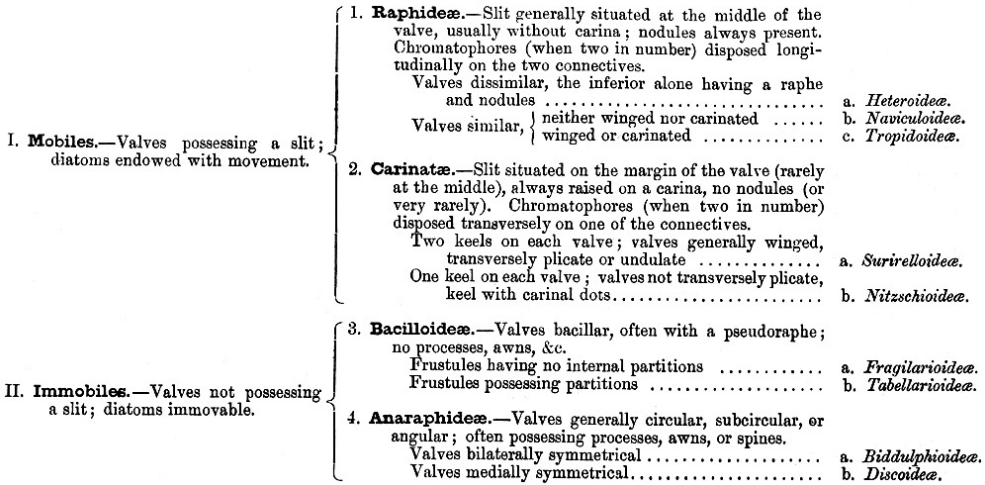 1. Raphideæ.—Slit generally situated at the middle of the
valve, usually without carina; nodules always present.
Chromatophores (when two in number) disposed longi-
tudinally on the two connectives.
Valves dissimilar, the inferior alone having a raphe
and nodules .............................. a. Heteroideæ.
Valves similar, { neither winged nor carinated ...... b. Naviculoideæ.
winged or carinated ............. c. Tropidoideæ.
I. Mobiles.—Valves possessing a slit;
diatoms endowed with movement.
2. Carinatæ.—Slit situated on the margin of the valve (rarely
at the middle), always raised on a carina, no nodules (or
very rarely). Chromatophores (when two in number)
disposed transversely on one of the connectives.
Two keels on each valve; valves generally winged,
transversely plicate or undulate .............. a. Surirelloideæ.
One keel on each valve; valves not transversely plicate,
keel with carinal dots....................... b. Nitzschioideæ.
3. Bacilloideæ.—Valves bacillar, often with a pseudoraphe;
no processes, awns, &c.
Frustules having no internal partitions ........... a. Fragilarioideæ.
Frustules possessing partitions .................. b. Tabellarioideæ.
II. Immobiles.—Valves not possessing
a slit; diatoms immovable.
4. Anaraphideæ.—Valves generally circular, subcircular, or
angular; often possessing processes, awns, or spines.
Valves bilaterally symmetrical .................... a. Biddulphioideæ.
Valves medially symmetrical..................... b. Discoideæ.